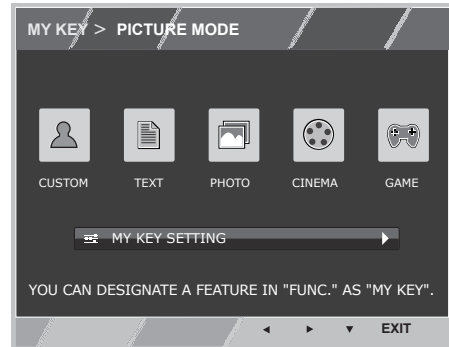 MY KEY > PICTURE MODE
CUSTOM TEXT PHOTO CINEMA GAME
MY KEY SETTING
YOU CAN DESIGNATE A FEATURE IN "FUNC." AS "MY KEY".
◄ ► ▼ EXIT